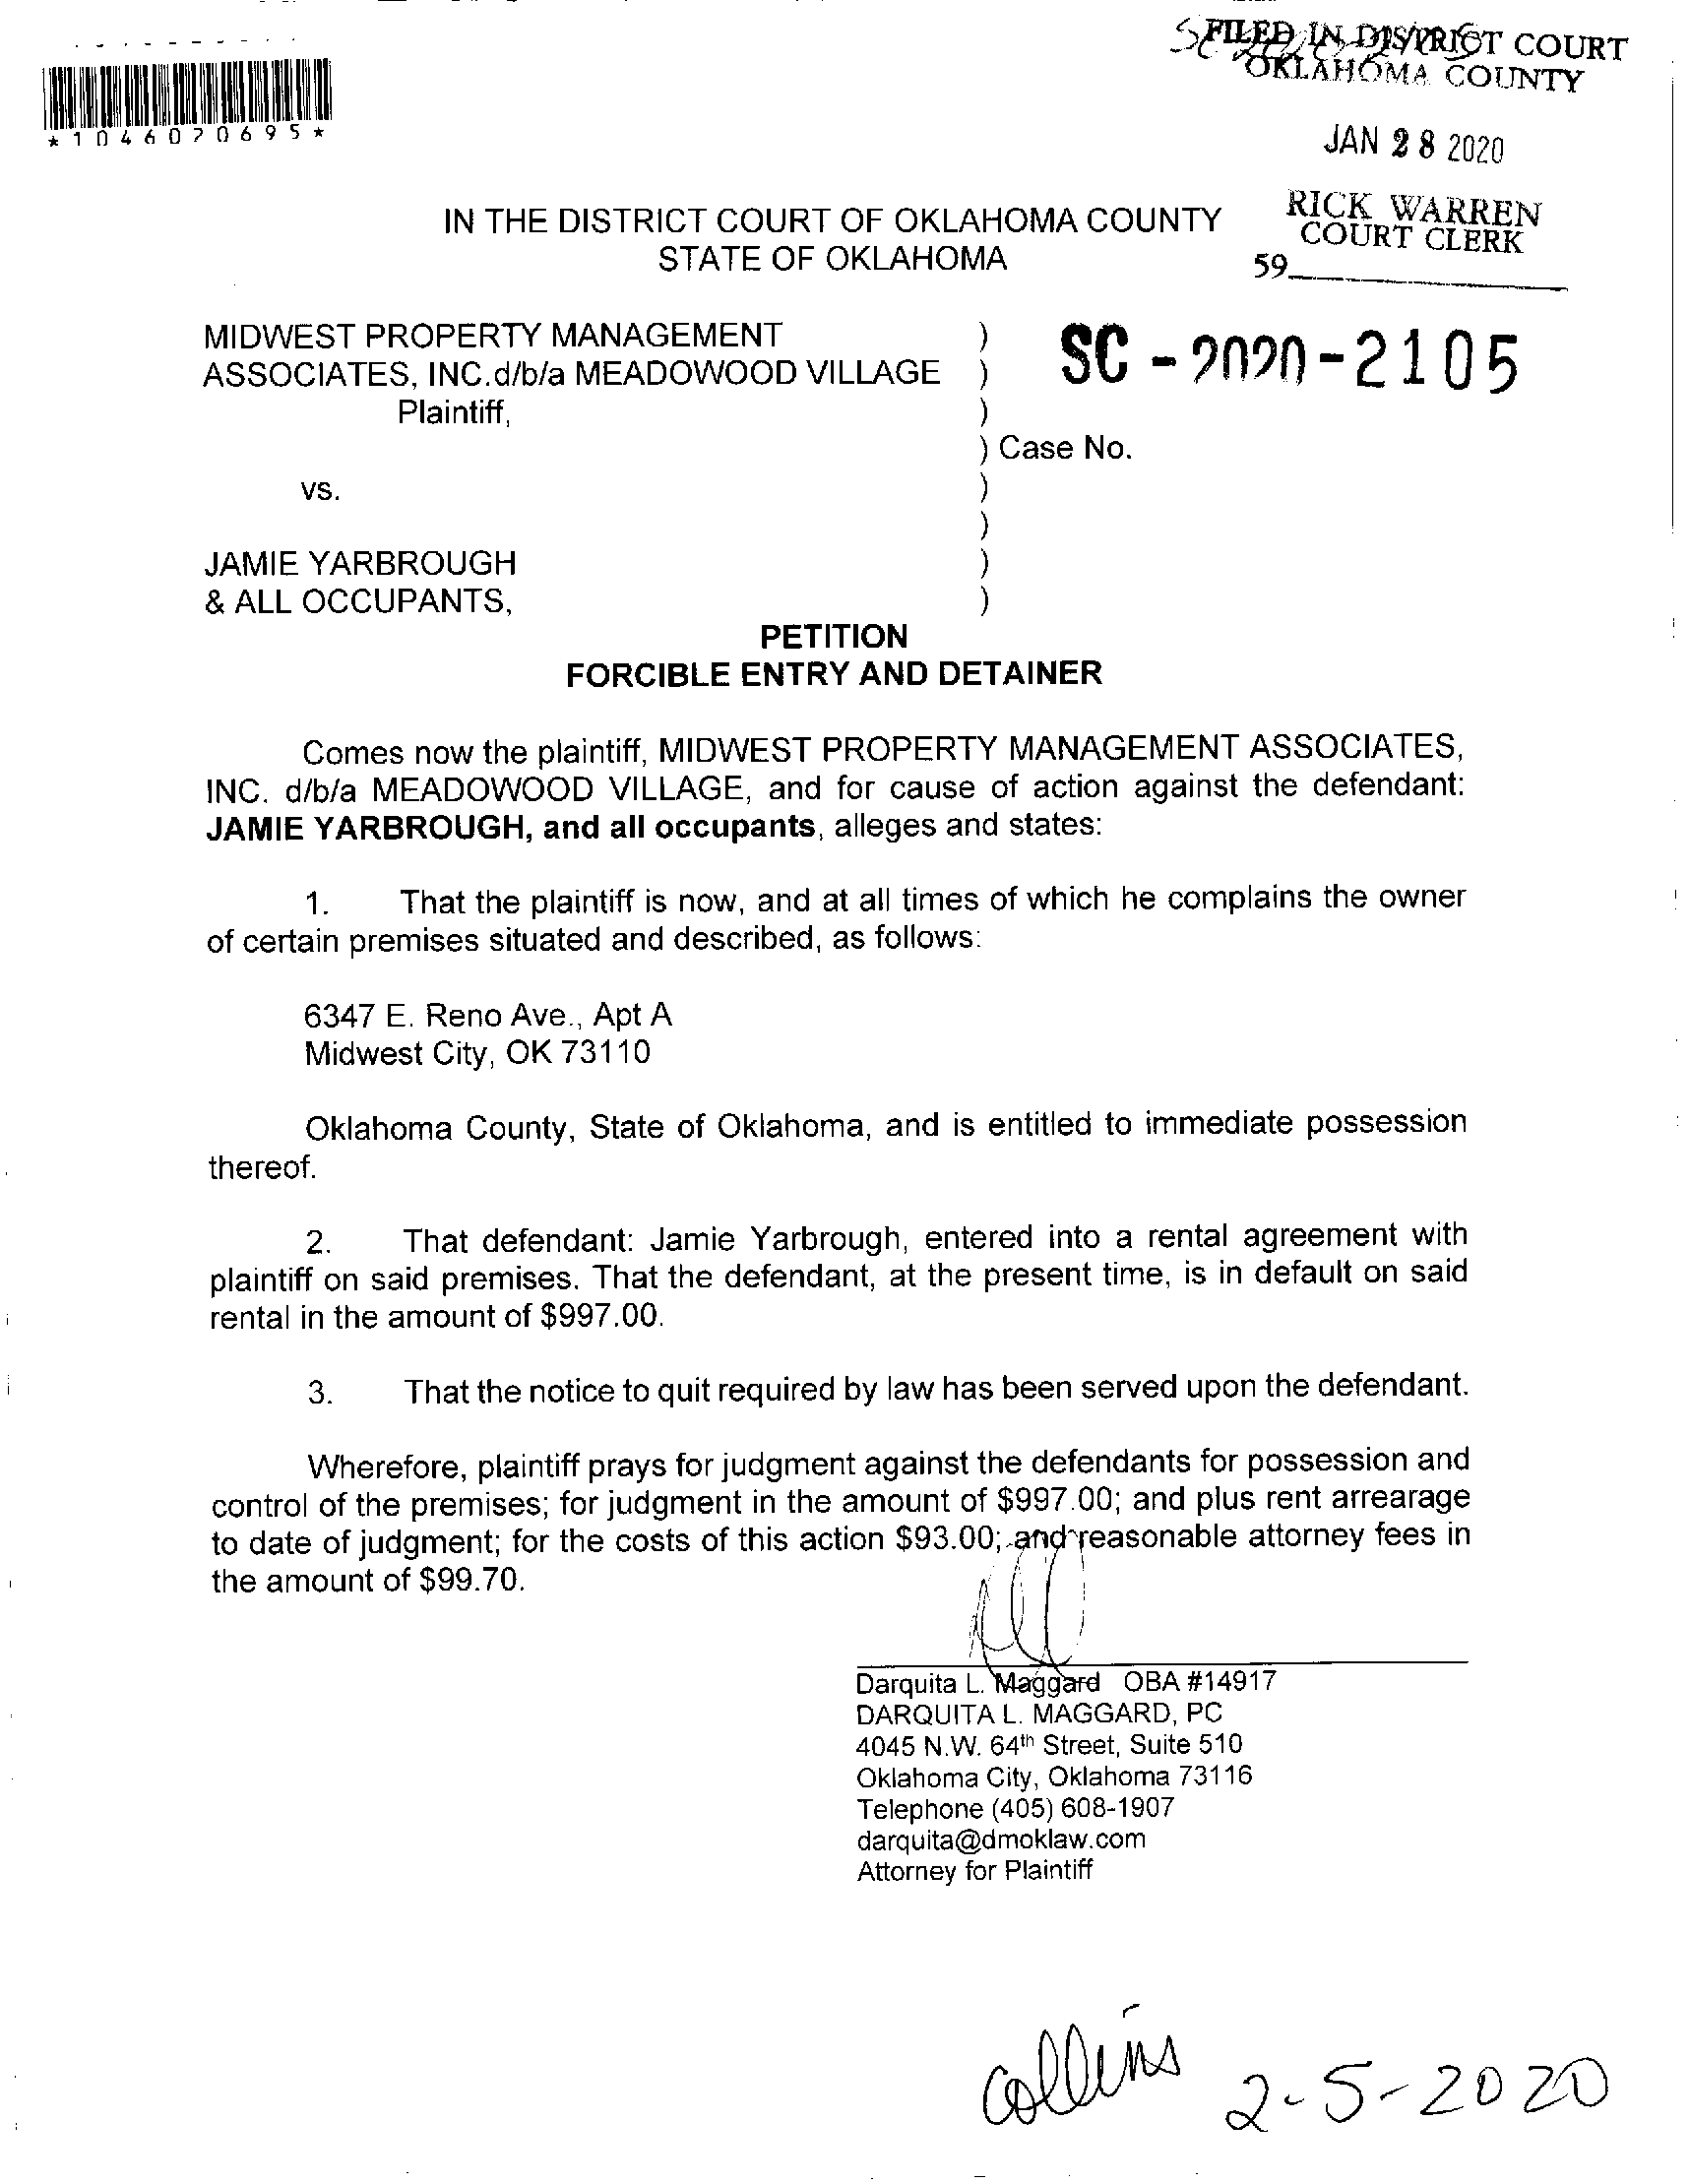 FILED IN DISTRICT COURT
OKLAHOMA COUNTY
*1046070695*
JAN 28 2020
RICK WARREN
COURT CLERK
59
IN THE DISTRICT COURT OF OKLAHOMA COUNTY
STATE OF OKLAHOMA
MIDWEST PROPERTY MANAGEMENT )
ASSOCIATES, INC.d/b/a MEADOWOOD VILLAGE ) SC - 2020 - 2105
Plaintiff, )
) Case No.
vs. )
)
JAMIE YARBROUGH )
& ALL OCCUPANTS, )
PETITION
FORCIBLE ENTRY AND DETAINER
Comes now the plaintiff, MIDWEST PROPERTY MANAGEMENT ASSOCIATES,
INC. d/b/a MEADOWOOD VILLAGE, and for cause of action against the defendant:
JAMIE YARBROUGH, and all occupants, alleges and states:
1. That the plaintiff is now, and at all times of which he complains the owner
of certain premises situated and described, as follows:
6347 E. Reno Ave., Apt A
Midwest City, OK 73110
Oklahoma County, State of Oklahoma, and is entitled to immediate possession
thereof.
2. That defendant: Jamie Yarbrough, entered into a rental agreement with
plaintiff on said premises. That the defendant, at the present time, is in default on said
rental in the amount of $997.00.
3. That the notice to quit required by law has been served upon the defendant.
Wherefore, plaintiff prays for judgment against the defendants for possession and
control of the premises; for judgment in the amount of $997.00; and plus rent arrearage
to date of judgment; for the costs of this action $93.00; and reasonable attorney fees in
the amount of $99.70.
Darquita L. Maggard OBA #14917
DARQUITA L. MAGGARD, PC
4045 N.W. 64th Street, Suite 510
Oklahoma City, Oklahoma 73116
Telephone (405) 608-1907
darquita@dmoklaw.com
Attorney for Plaintiff
Collins 2-5-2020